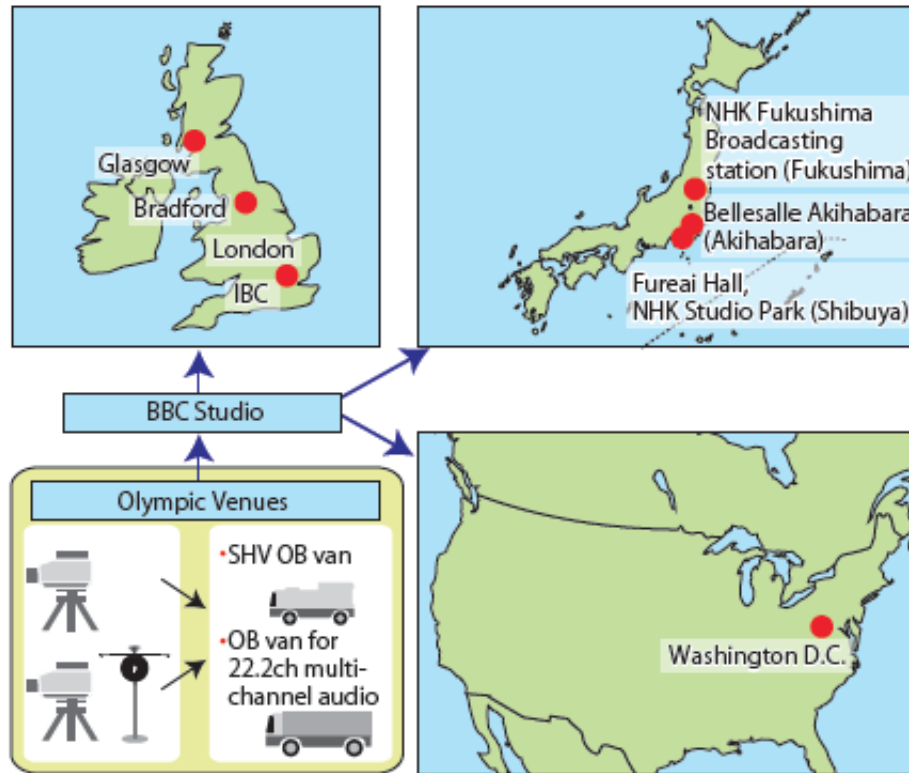 Glasgow
Bradford
London
IBC
NHK Fukushima
Broadcasting
station (Fukushima)
Bellesalle Akihabara
(Akihabara)
Fureai Hall,
NHK Studio Park (Shibuya)
BBC Studio
Olympic Venues
•SHV OB van
•OB van for
22.2ch multi-
channel audio
Washington D.C.